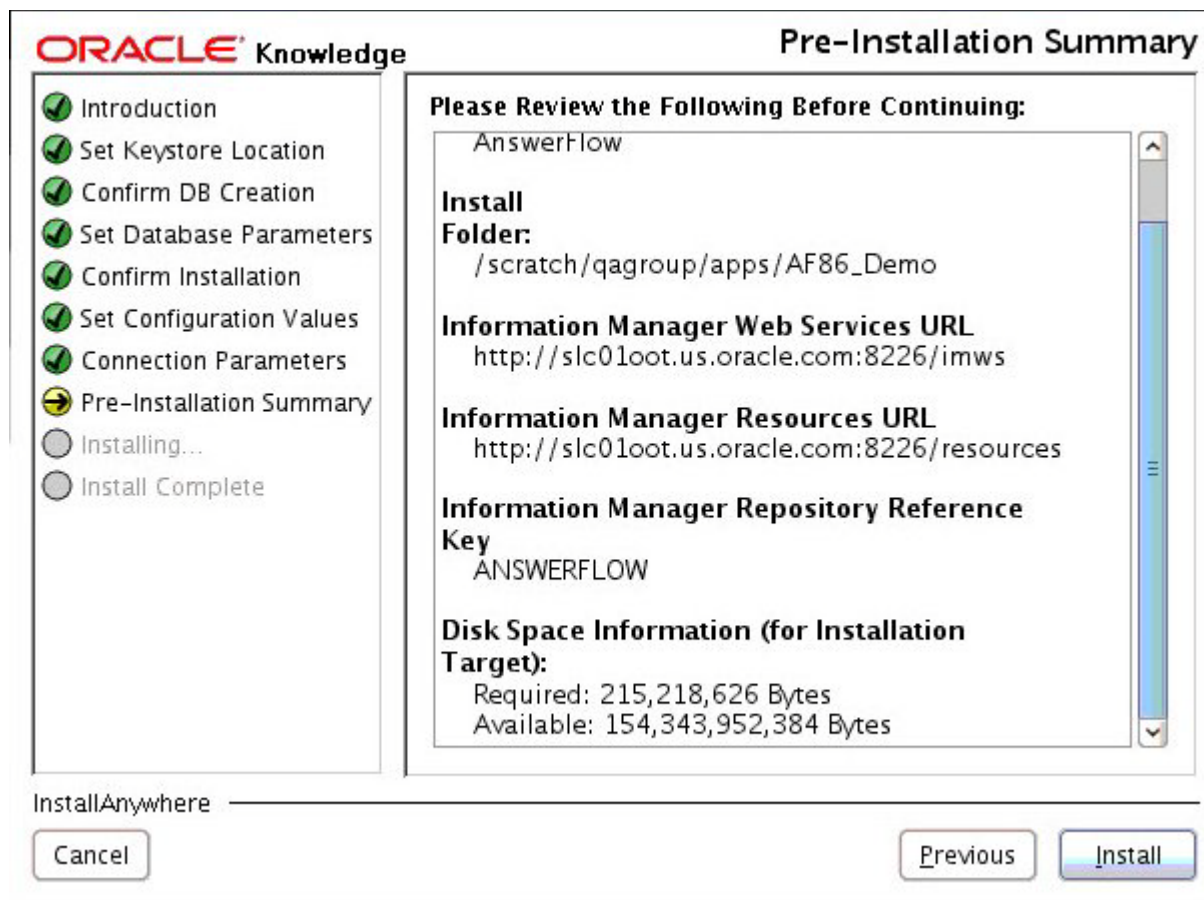 ORACLE Knowledge
Pre-Installation Summary
Introduction
Set Keystore Location
Confirm DB Creation
Set Database Parameters
Confirm Installation
Set Configuration Values
Connection Parameters
Pre-Installation Summary
Installing...
Install Complete
Please Review the Following Before Continuing:
AnswerFlow
Install
Folder:
/scratch/qagroup/apps/AF86_Demo
Information Manager Web Services URL
http://slc01oot.us.oracle.com:8226/imws
Information Manager Resources URL
http://slc01oot.us.oracle.com:8226/resources
Information Manager Repository Reference
Key
ANSWERFLOW
Disk Space Information (for Installation
Target):
Required: 215,218,626 Bytes
Available: 154,343,952,384 Bytes
InstallAnywhere
Cancel
Previous
Install